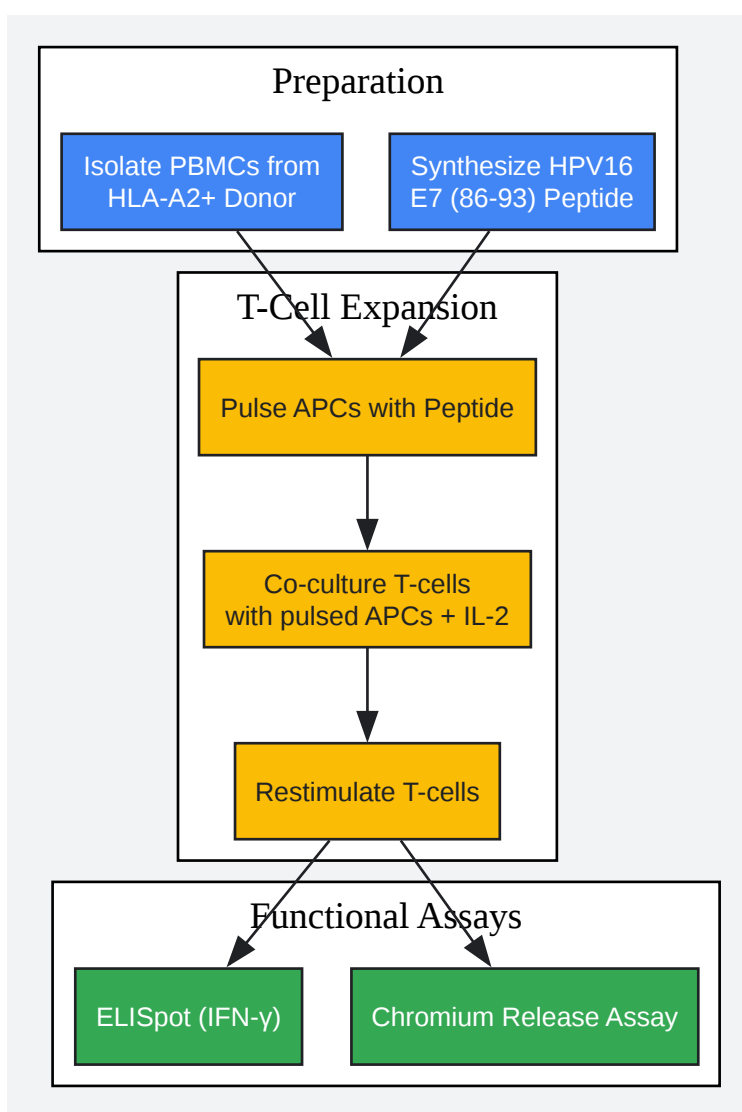 Preparation
Isolate PBMCs from
HLA-A2+ Donor
Synthesize HPV16
E7 (86-93) Peptide
T-Cell Expansion
Pulse APCs with Peptide
Co-culture T-cells
with pulsed APCs + IL-2
Restimulate T-cells
Functional Assays
ELISpot (IFN-γ)
Chromium Release Assay